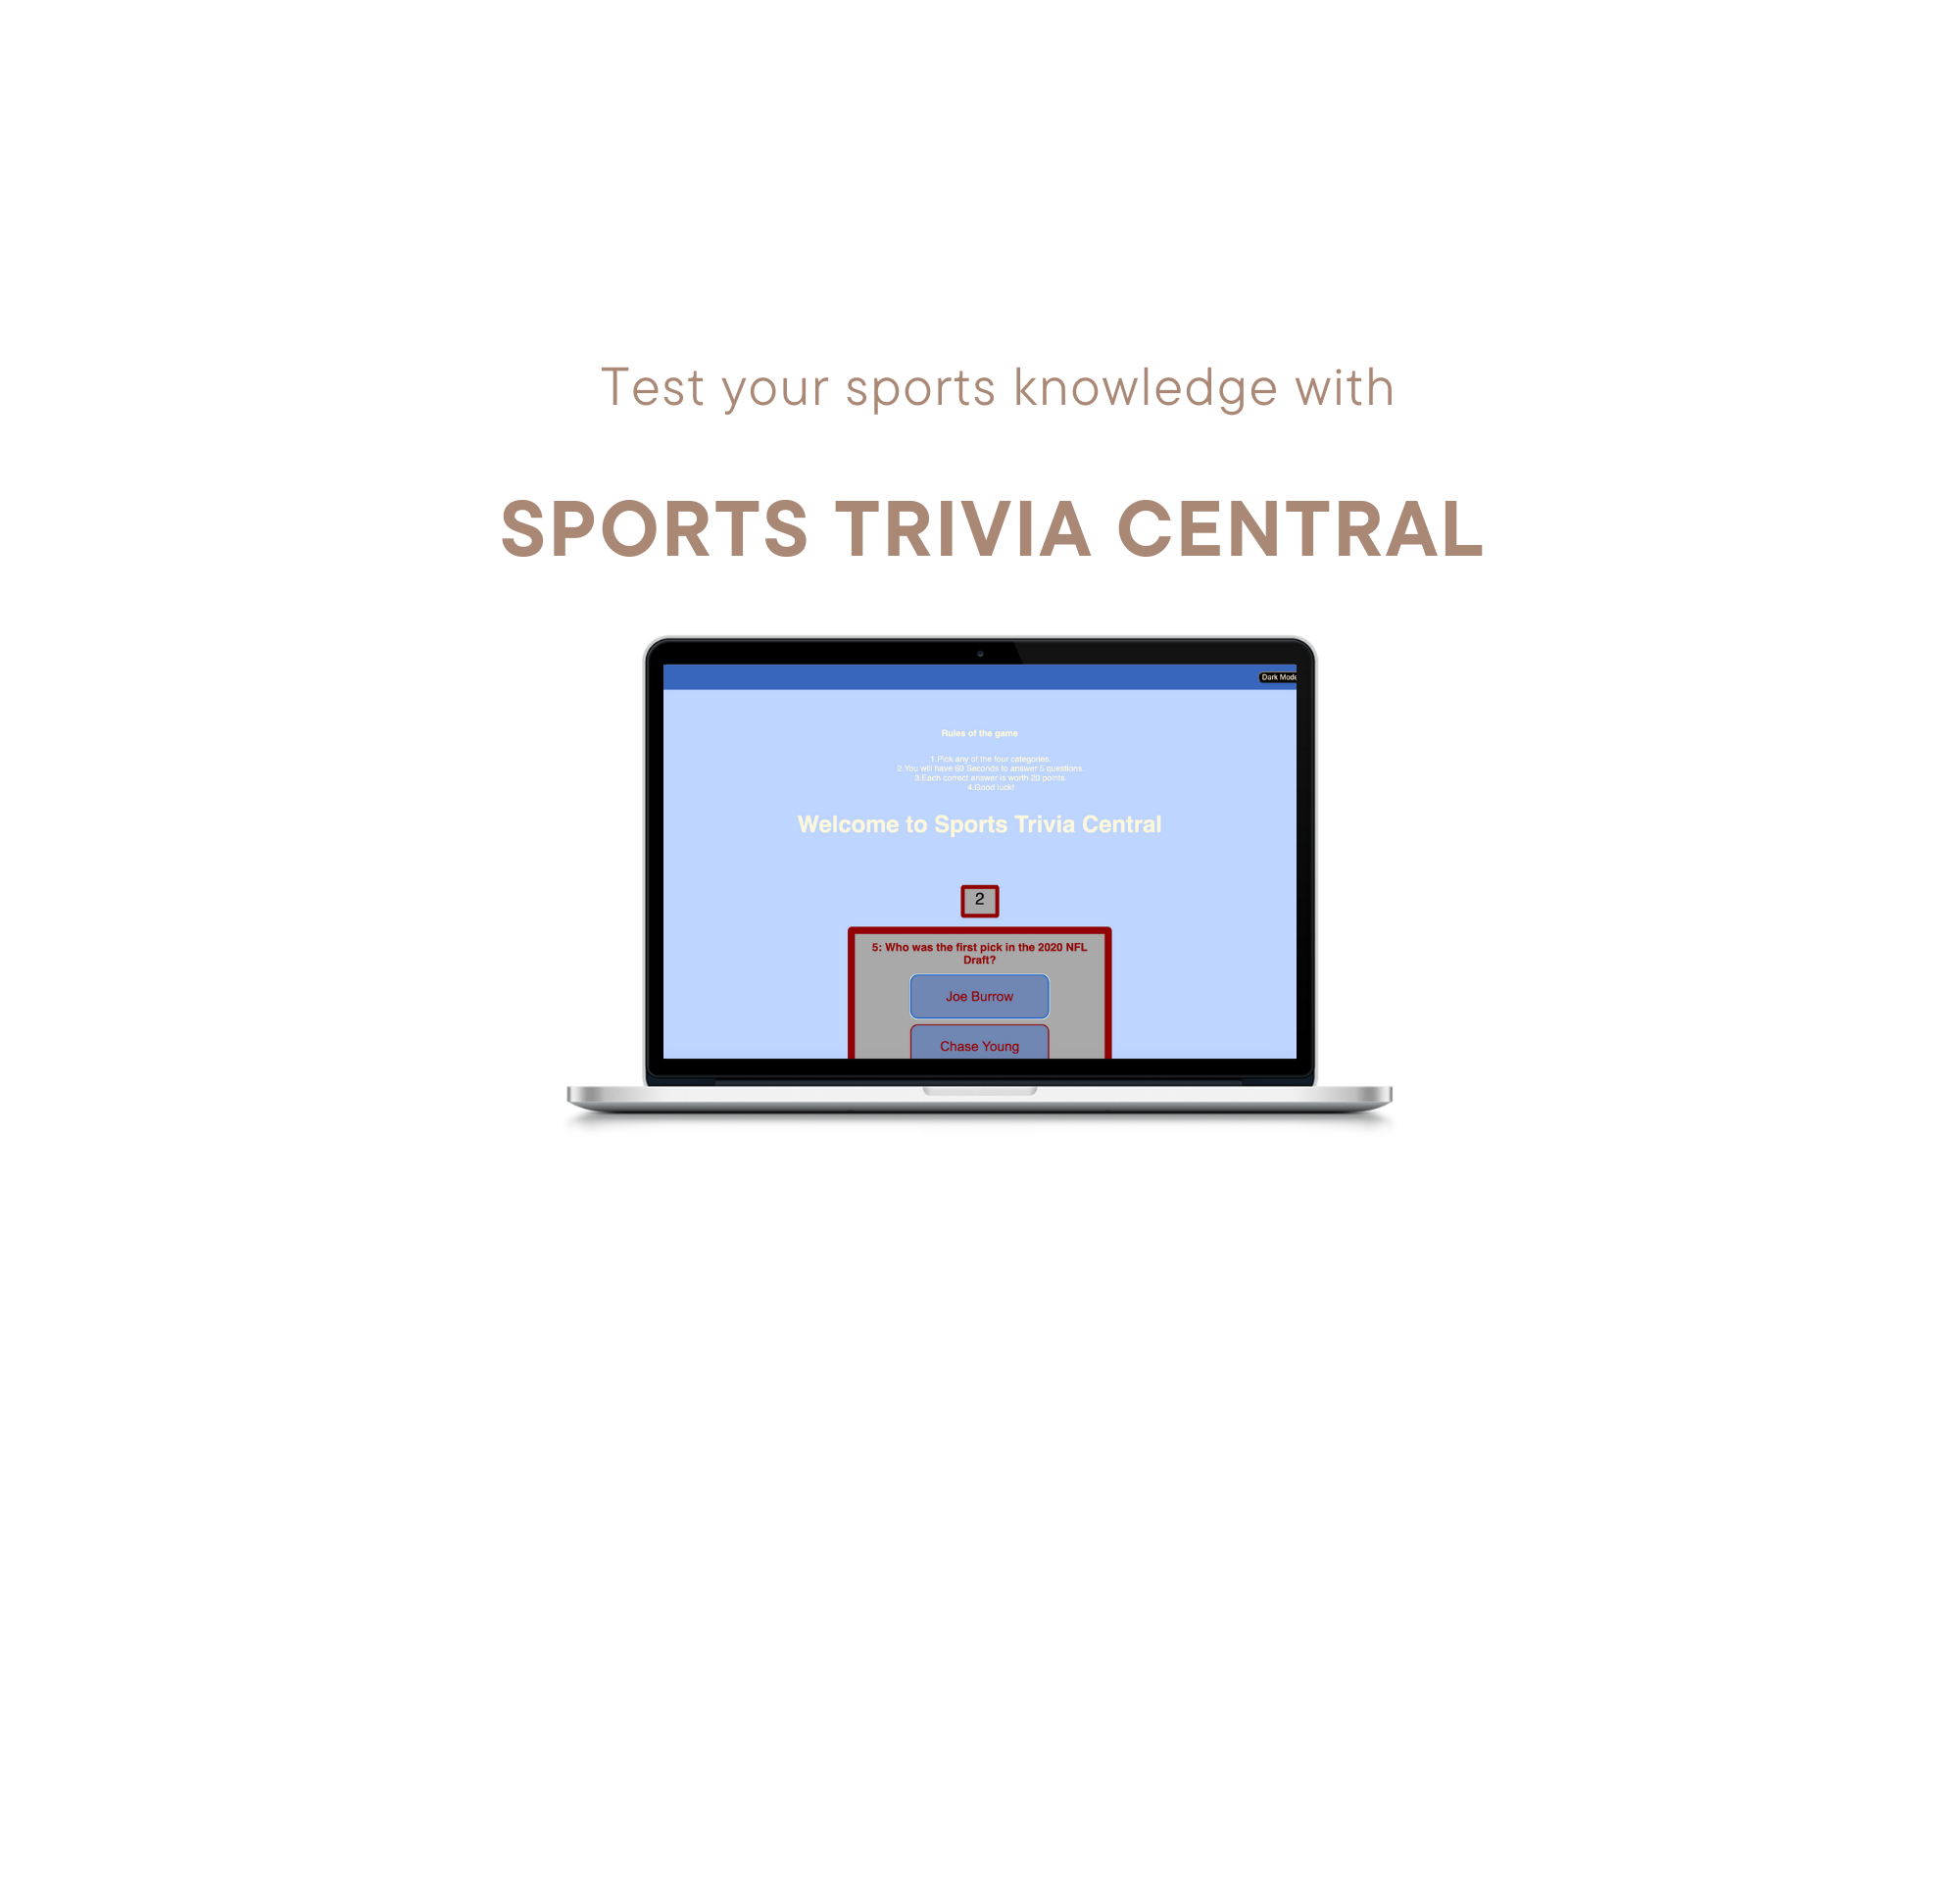 Test your sports knowledge with
SPORTS TRIVIA CENTRAL
Dark Mode
Rules of the game
1.Pick any of the four categories.
2.You will have 60 Seconds to answer 5 questions.
3.Each correct answer is worth 20 points.
4.Good luck!
Welcome to Sports Trivia Central
2
5: Who was the first pick in the 2020 NFL
Draft?
Joe Burrow
Chase Young